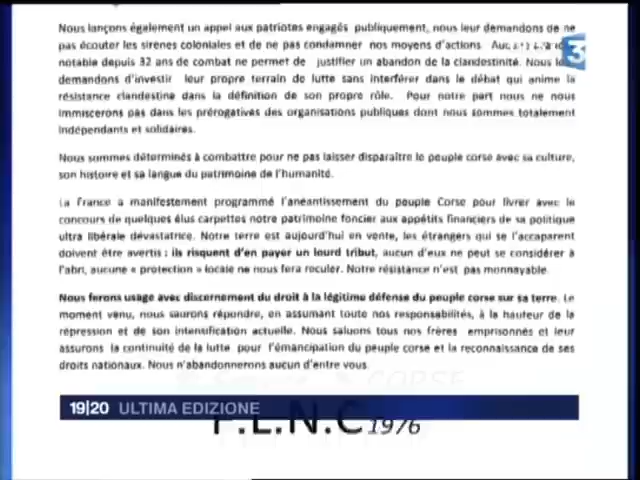 Nous lançons également un appel aux patriotes engagés publiquement, nous leur demandons de ne
pas écouter les sirènes coloniales et de ne pas condamner nos moyens d'actions
3
notable depuis 32 ans de combat ne permet de justifier un abandon de la clandestinité. Nous
demandons d'investir leur propre terrain de lutte sans interférer dans le débat qui anime la
résistance clandestine dans la définition de son propre rôle. Pour notre part nous ne nous
immiscerons pas dans les prérogatives des organisations publiques dont nous sommes totalement
indépendants et solidaires.
Nous sommes déterminés à combattre pour ne pas laisser disparaître le peuple corse avec sa culture,
son histoire et sa langue du patrimoine de l'humanité.
La France a manifestement programmé l'anéantissement du peuple Corse pour livrer avec le
concours de quelques élus carpettes notre patrimoine foncier aux appétits financiers de sa politique
ultra libérale dévastatrice. Notre terre est aujourd'hui en vente, les étrangers qui se l'accaparent
doivent être avertis : ils risquent d'en payer un lourd tribut, aucun d'eux ne peut se considérer à
l'abri, aucune « protection » locale ne nous fera reculer. Notre résistance n'est pas monnayable.
Nous ferons usage avec discernement du droit à la légitime défense du peuple corse sur sa terre. Le
moment venu, nous saurons répondre, en assumant toute nos responsabilités, à la hauteur de la
répression et de son intensification actuelle. Nous saluons tous nos frères emprisonnés et leur
assurons la continuité de la lutte pour l'émancipation du peuple corse et la reconnaissance de ses
droits nationaux. Nous n'abandonnerons aucun d'entre vous
CORSE
19|20 ULTIMA EDIZIONE
F.L.N.C 1976